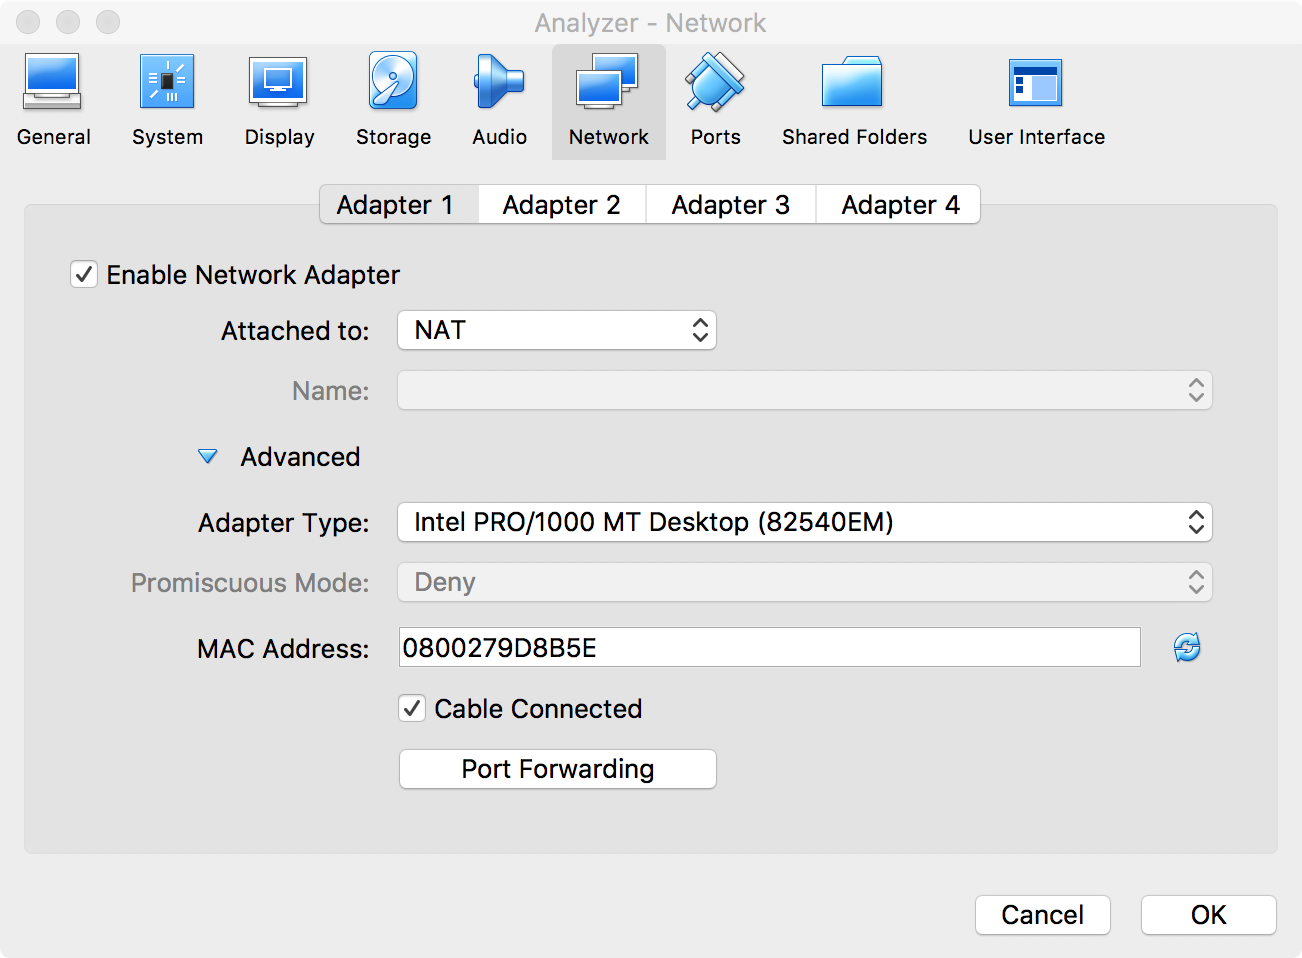 Analyzer - Network
General System Display Storage Audio Network Ports Shared Folders User Interface
Adapter 1 Adapter 2 Adapter 3 Adapter 4
Enable Network Adapter
Attached to: NAT
Name:
Advanced
Adapter Type: Intel PRO/1000 MT Desktop (82540EM)
Promiscuous Mode: Deny
MAC Address: 0800279D8B5E
Cable Connected
Port Forwarding
Cancel OK